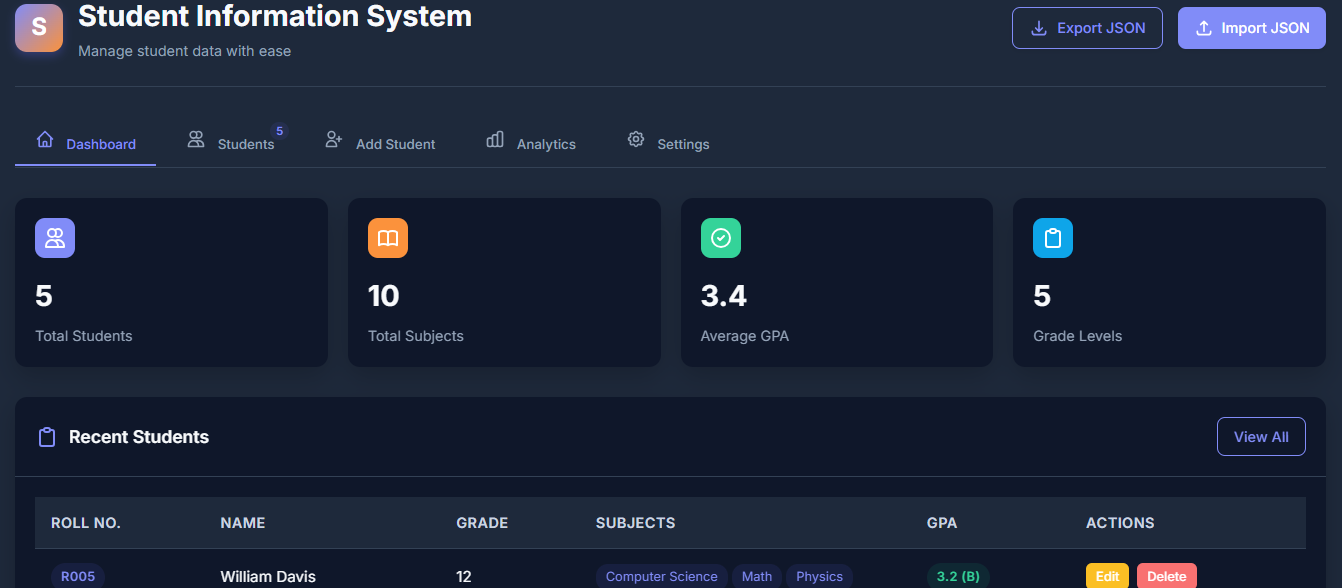 S
Student Information System
Manage student data with ease
Export JSON
Import JSON
Dashboard
Students 5
Add Student
Analytics
Settings
5
Total Students
10
Total Subjects
3.4
Average GPA
5
Grade Levels
Recent Students
View All
ROLL NO. NAME GRADE SUBJECTS GPA ACTIONS
R005 William Davis 12 Computer Science Math Physics 3.2 (B) Edit Delete